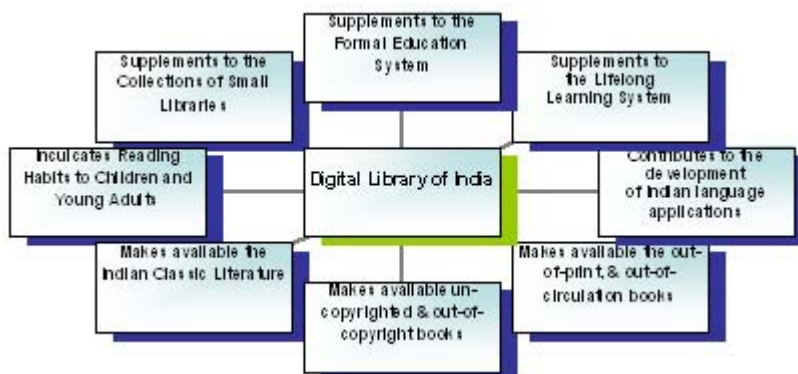 Supplements to the
Formal Education
System
Supplements to the
Collections of Small
Libraries
Supplements to
the Lifelong
Learning System
Inculcates Reading
Habits to Children and
Young Adults
Digital Library of India
Contributes to the
development
of Indian language
applications
Makes available the
Indian Classic Literature
Makes available un-
copyrighted & out-of-
copyright books
Makes available the out-
of-print, & out-of-
circulation books